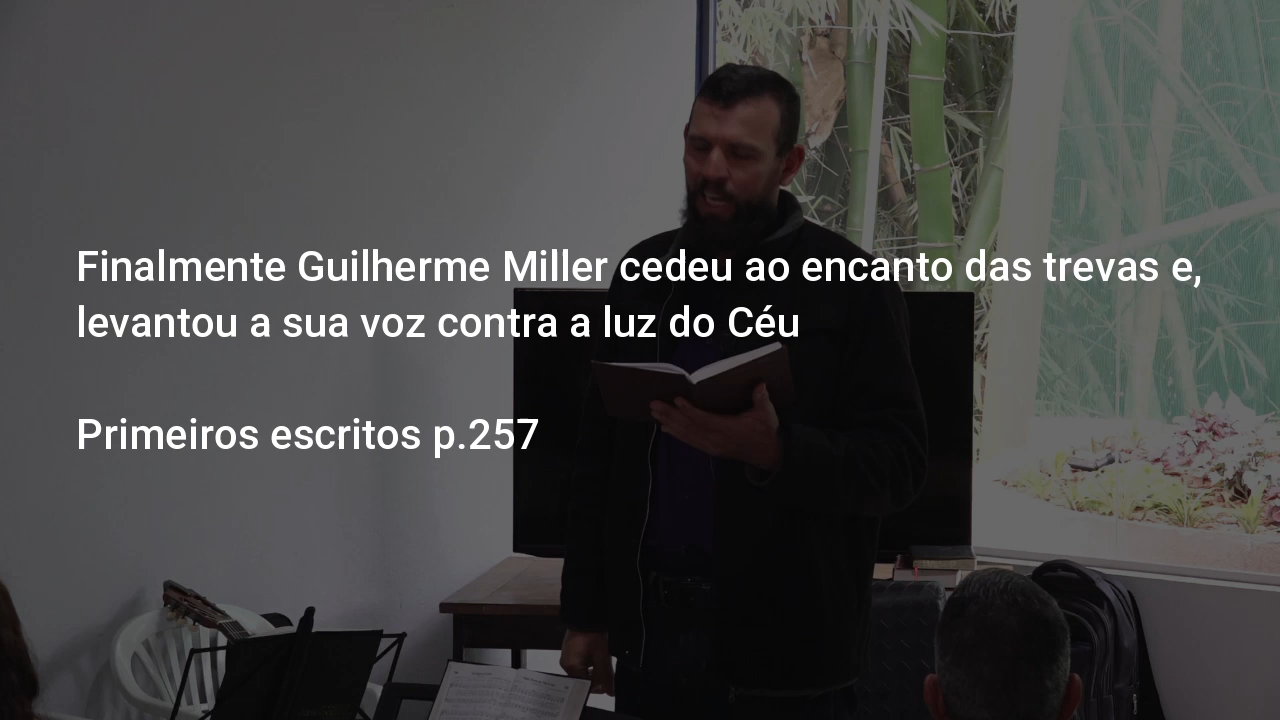 Finalmente Guilherme Miller cedeu ao encanto das trevas e,
levantou a sua voz contra a luz do Céu
Primeiros escritos p.257